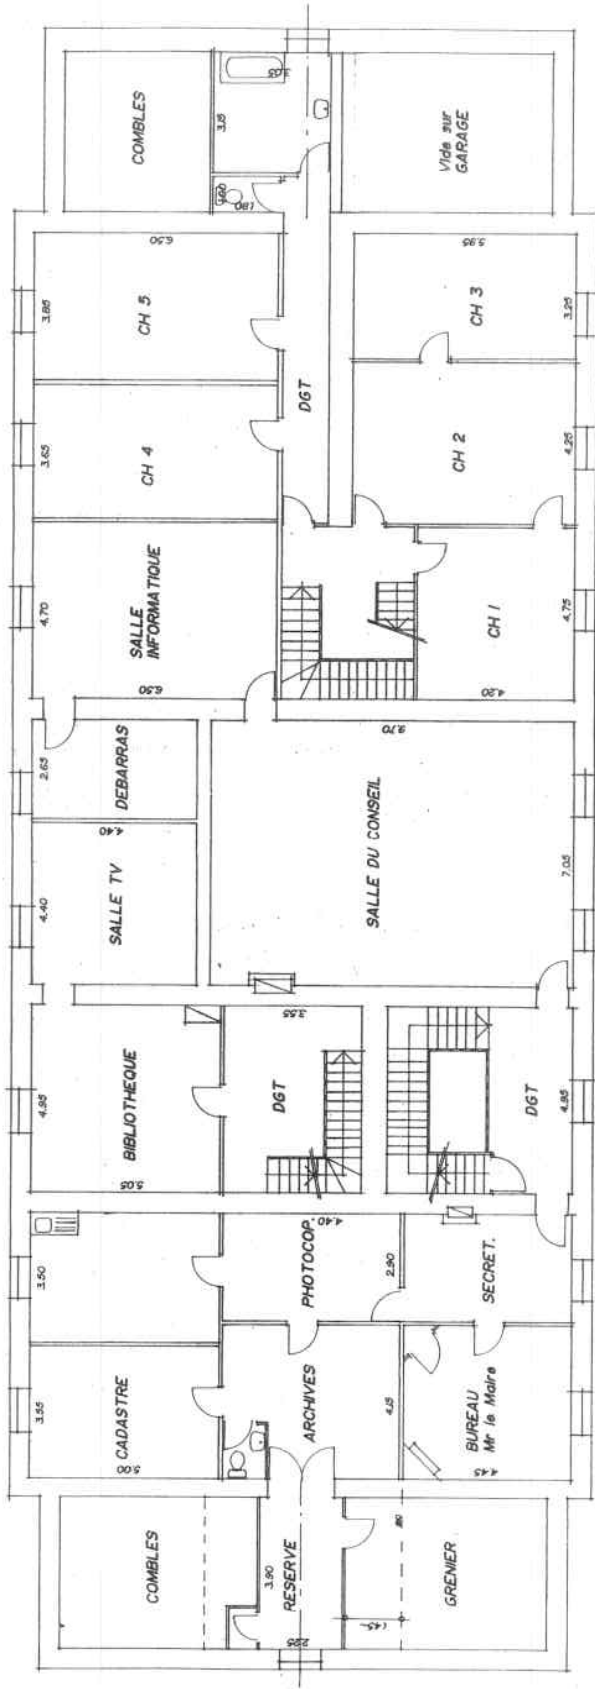 COMBLES
3.15
3.05
1.60
1.80
Vide sur
GARAGE
6.50
3.85
CH 5
5.95
CH 3
3.25
DGT
3.65
CH 4
CH 2
4.25
4.70
SALLE
INFORMATIQUE
6.50
CH 1
4.75
4.20
2.65
DEBARRAS
9.70
4.40
SALLE TV
4.40
SALLE DU CONSEIL
7.05
4.95
BIBLIOTHEQUE
5.05
3.55
DGT
DGT
4.95
3.50
4.40
PHOTOCOP.
2.90
SECRET.
3.55
CADASTRE
5.00
ARCHIVES
4.15
BUREAU
Mr le Maire
4.45
COMBLES
3.90
RESERVE
2.25
1.45
GRENIER